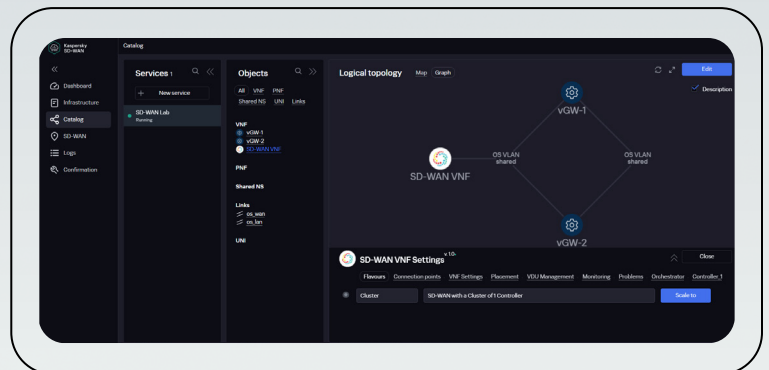 Kaspersky
SD-WAN
Catalog
Dashboard
Infrastructure
Catalog
SD-WAN
Logs
Confirmation
Services 1
+ New service
SD-WAN Lab
Running
Objects
All VNF PNF
Shared NS UNI Links
VNF
vGW-1
vGW-2
SD-WAN VNF
PNF
Shared NS
Links
os_wan
os_lan
UNI
Logical topology Map Graph
Edit
Description
vGW-1
OS VLAN
shared
OS VLAN
shared
SD-WAN VNF
vGW-2
SD-WAN VNF Settings v. 1.0-
Close
Flavours Connection points VNF Settings Placement VDU Management Monitoring Problems Orchestrator Controller_1
Cluster SD-WAN with a Cluster of 1 Controller Scale to